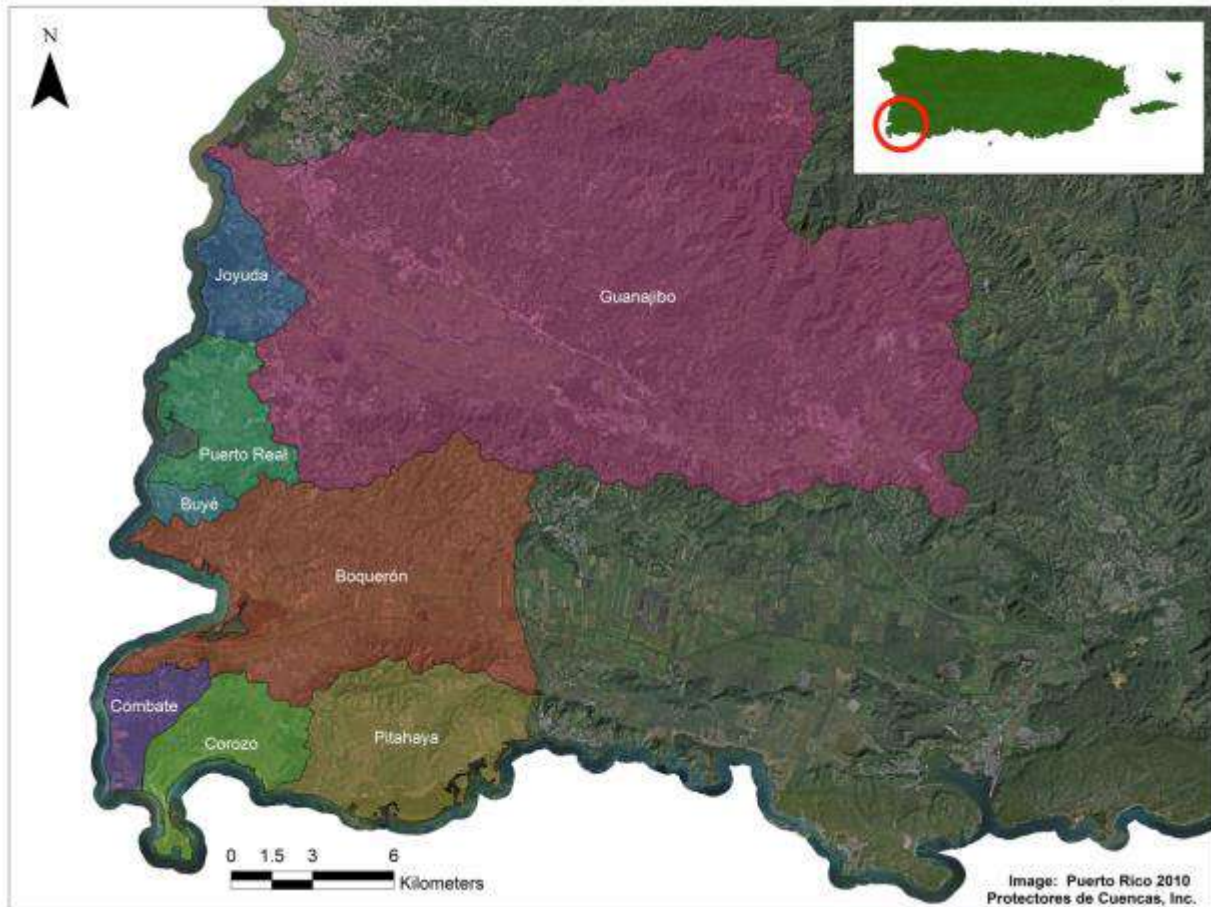 N
Joyuda
Guanajibo
Puerto Real
Buyé
Boquerón
Combate
Corozo
Pitahaya
0 1.5 3 6
Kilometers
Image: Puerto Rico 2010
Protectores de Cuencas, Inc.